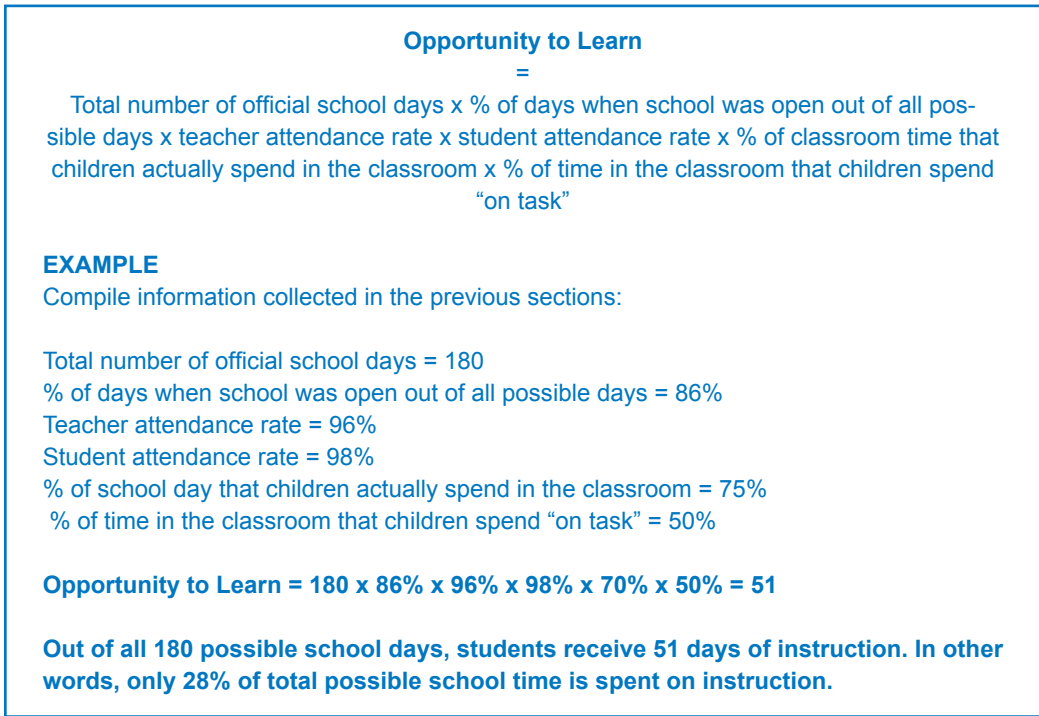 Opportunity to Learn
=
Total number of official school days x % of days when school was open out of all pos-
sible days x teacher attendance rate x student attendance rate x % of classroom time that
children actually spend in the classroom x % of time in the classroom that children spend
“on task”
EXAMPLE
Compile information collected in the previous sections:
Total number of official school days = 180
% of days when school was open out of all possible days = 86%
Teacher attendance rate = 96%
Student attendance rate = 98%
% of school day that children actually spend in the classroom = 75%
% of time in the classroom that children spend “on task” = 50%
Opportunity to Learn = 180 x 86% x 96% x 98% x 70% x 50% = 51
Out of all 180 possible school days, students receive 51 days of instruction. In other
words, only 28% of total possible school time is spent on instruction.